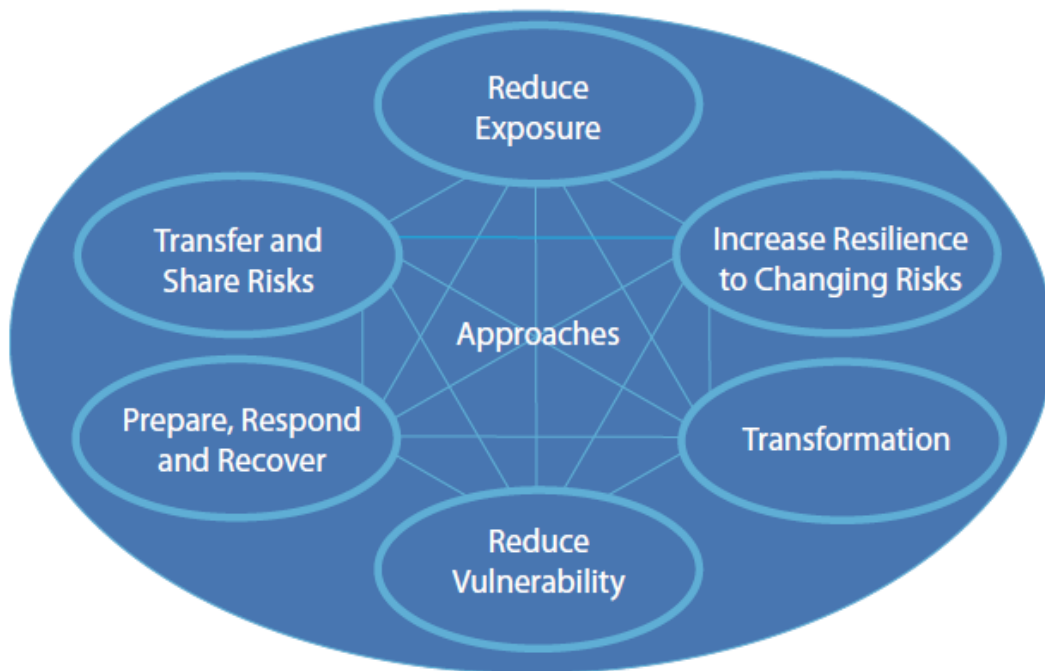 Reduce
Exposure
Transfer and
Share Risks
Increase Resilience
to Changing Risks
Approaches
Prepare, Respond
and Recover
Transformation
Reduce
Vulnerability